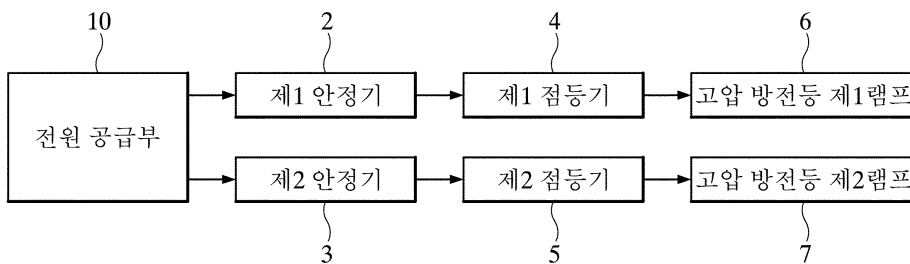 10
2
4
6
전원 공급부
제1 안정기
제1 점등기
고압 방전등 제1램프
제2 안정기
제2 점등기
고압 방전등 제2램프
3
5
7